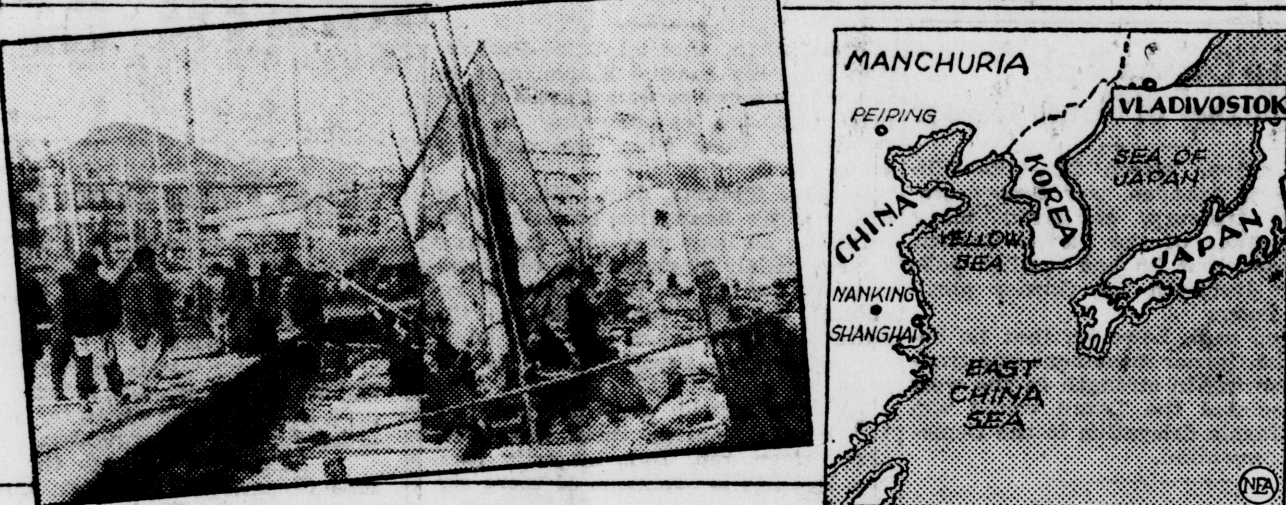 MANCHURIA
PEIPING
VLADIVOSTOK
SEA OF
JAPAN
KOREA
CHINA
YELLOW
SEA
JAPAN
NANKING
SHANGHAI
EAST
CHINA
SEA
NEA